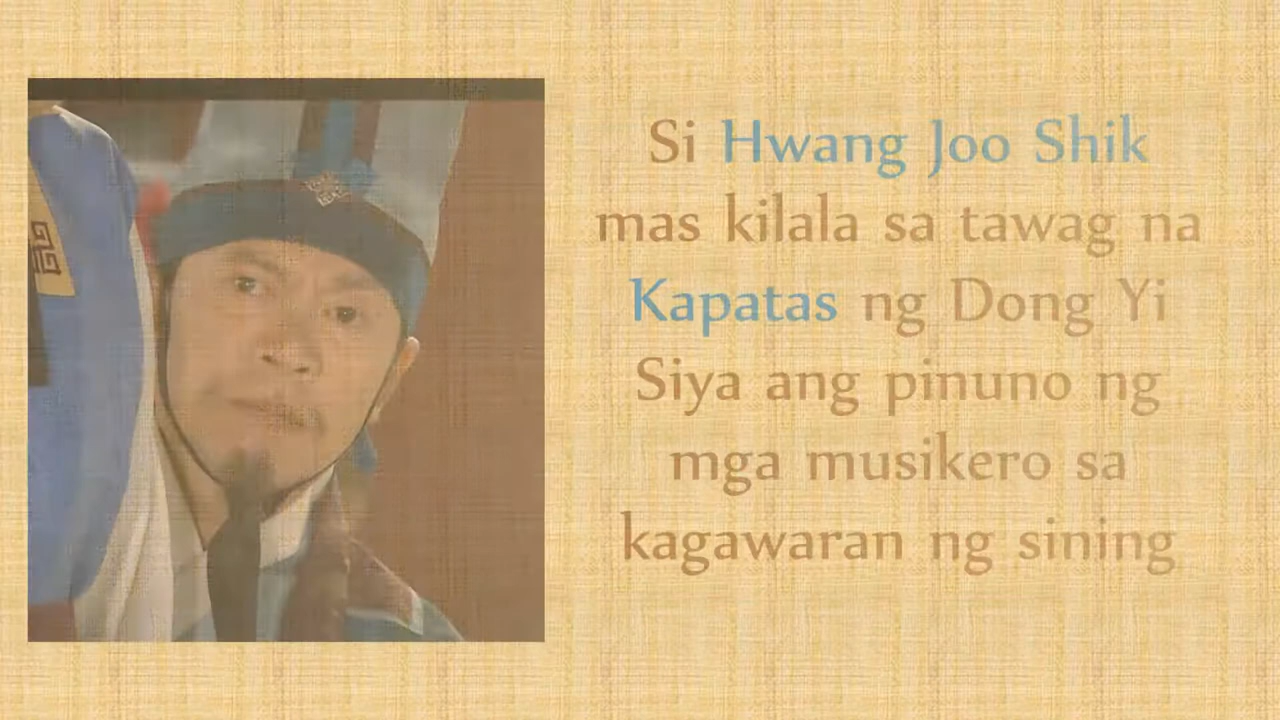 Si Hwang Joo Shik
mas kilala sa tawag na
Kapatas ng Dong Yi
Siya ang pinuno ng
mga musikero sa
kagawaran ng sining